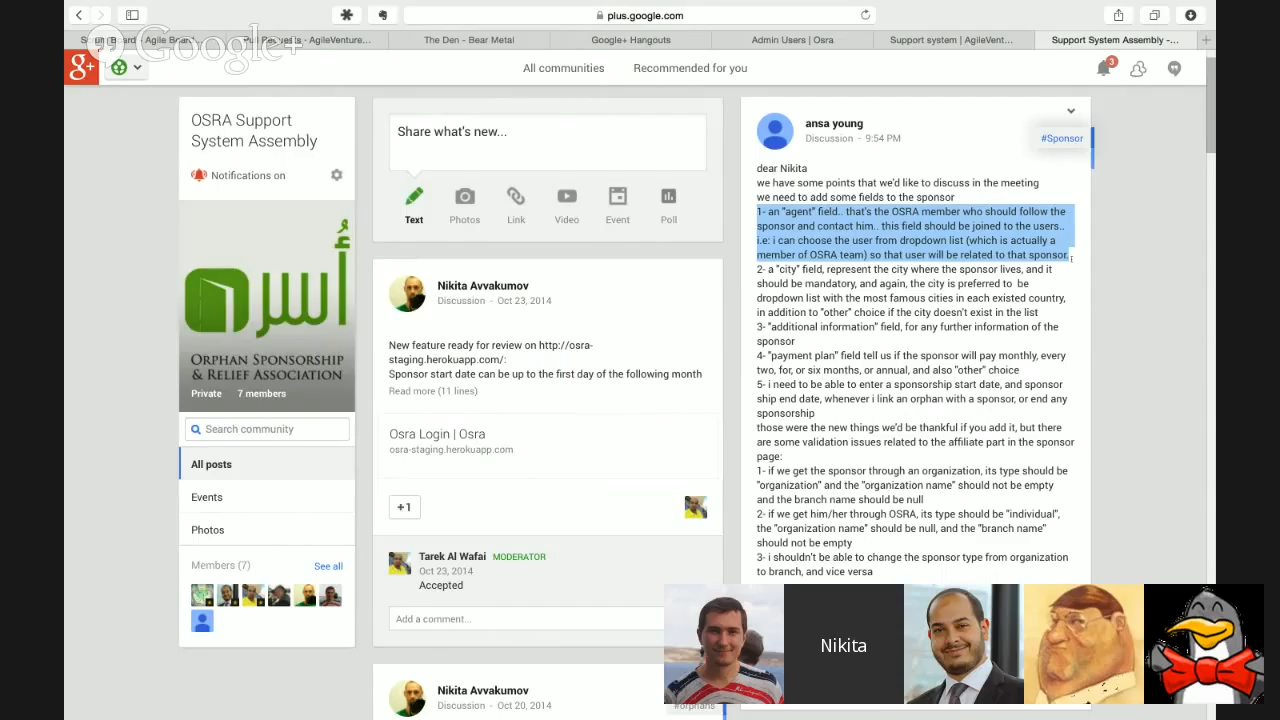 plus.google.com
Google+
Pull Requests - AgileVenture...
The Den - Bear Metal
Google+ Hangouts
Admin Users | Osra
Support system | AgileVent...
Support System Assembly -...
g+
All communities
Recommended for you
3
OSRA Support
System Assembly
Notifications on
أسر
ORPHAN SPONSORSHIP
& RELIEF ASSOCIATION
Private 7 members
Search community
All posts
Events
Photos
Members (7)
See all
Share what's new...
Text
Photos
Link
Video
Event
Poll
Nikita Avvakumov
Discussion - Oct 23, 2014
New feature ready for review on http://osra-
staging.herokuapp.com/:
Sponsor start date can be up to the first day of the following month
Read more (11 lines)
Osra Login | Osra
osra-staging.herokuapp.com
+1
Tarek Al Wafai MODERATOR
Oct 23, 2014
Accepted
Add a comment...
Nikita Avvakumov
Discussion - Oct 20, 2014
#orphans
ansa young
Discussion - 9:54 PM
#Sponsor
dear Nikita
we have some points that we'd like to discuss in the meeting
we need to add some fields to the sponsor
1- an "agent" field.. that's the OSRA member who should follow the
sponsor and contact him.. this field should be joined to the users..
i.e: i can choose the user from dropdown list (which is actually a
member of OSRA team) so that user will be related to that sponsor.
2- a "city" field, represent the city where the sponsor lives, and it
should be mandatory, and again, the city is preferred to be
dropdown list with the most famous cities in each existed country,
in addition to "other" choice if the city doesn't exist in the list
3- "additional information" field, for any further information of the
sponsor
4- "payment plan" field tell us if the sponsor will pay monthly, every
two, for, or six months, or annual, and also "other" choice
5- i need to be able to enter a sponsorship start date, and sponsor
ship end date, whenever i link an orphan with a sponsor, or end any
sponsorship
those were the new things we'd be thankful if you add it, but there
are some validation issues related to the affiliate part in the sponsor
page:
1- if we get the sponsor through an organization, its type should be
"organization" and the "organization name" should not be empty
and the branch name should be null
2- if we get him/her through OSRA, its type should be "individual",
the "organization name" should be null, and the "branch name"
should not be empty
3- i shouldn't be able to change the sponsor type from organization
to branch, and vice versa
Nikita